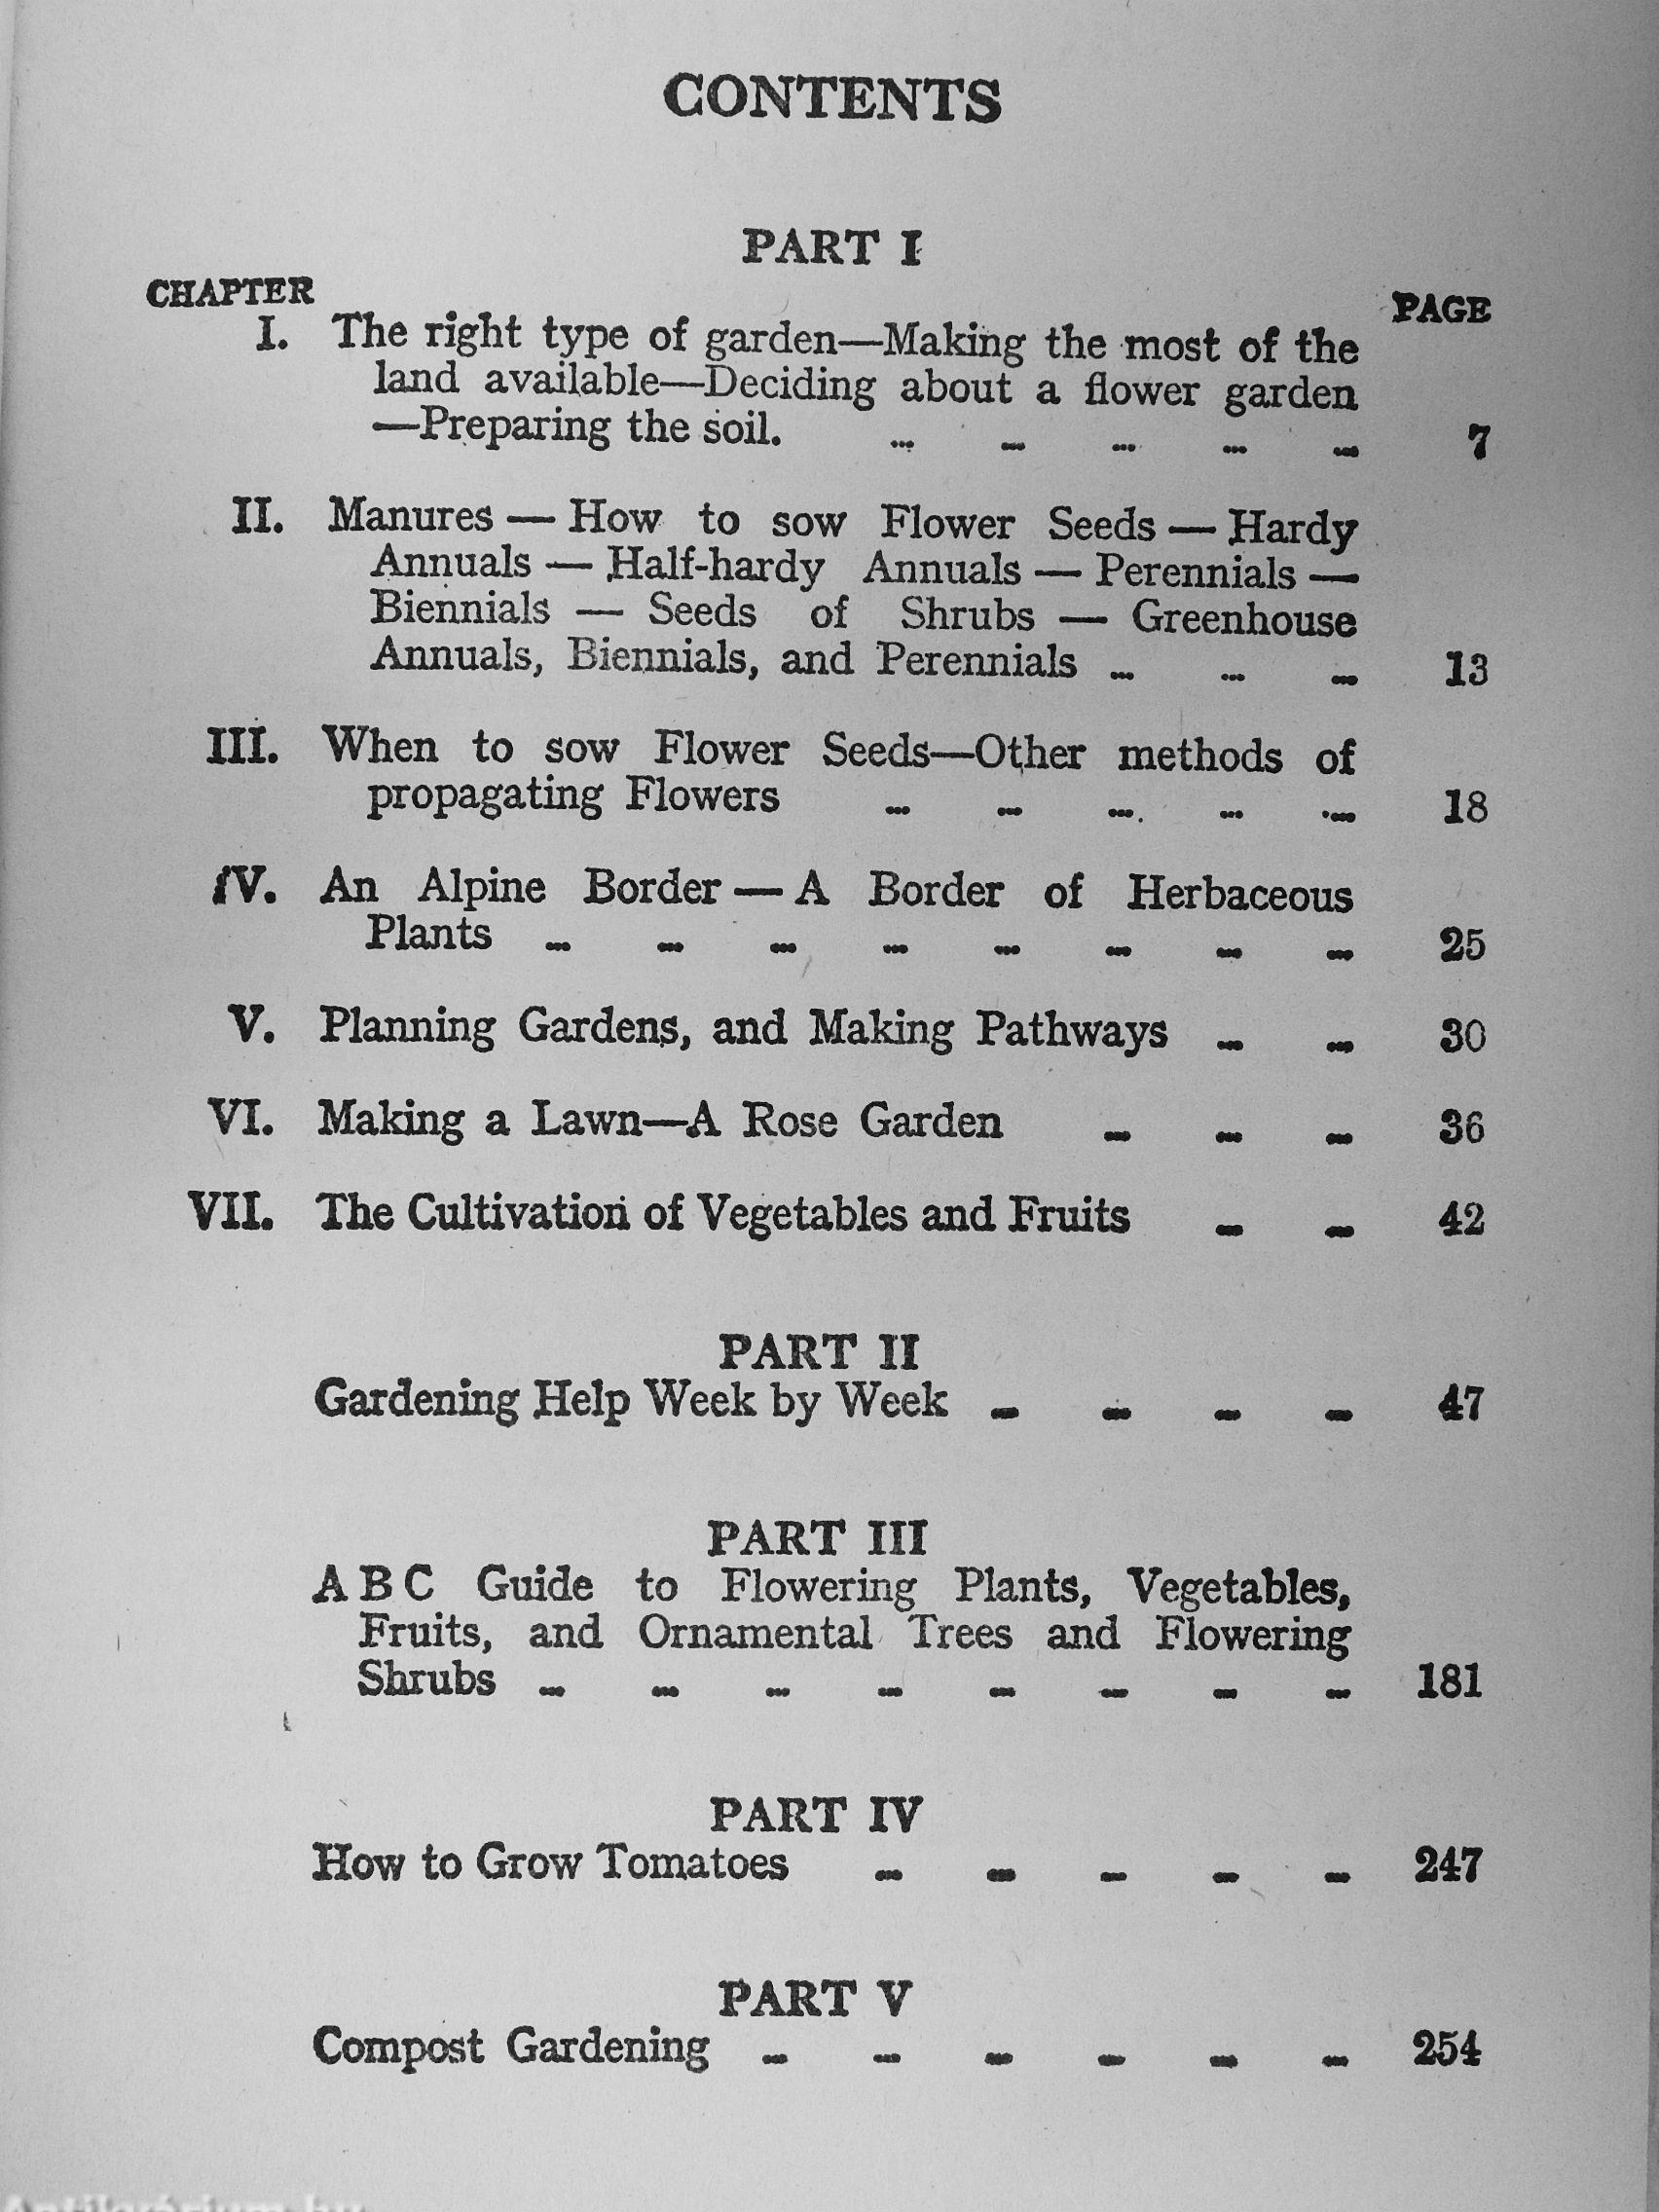 CONTENTS
PART I
CHAPTER
PAGE
I. The right type of garden—Making the most of the
land available—Deciding about a flower garden
—Preparing the soil. ... ... ... ... ... 7
II. Manures — How to sow Flower Seeds — Hardy
Annuals — Half-hardy Annuals — Perennials —
Biennials — Seeds of Shrubs — Greenhouse
Annuals, Biennials, and Perennials ... ... ... 13
III. When to sow Flower Seeds—Other methods of
propagating Flowers ... ... ... ... ... 18
IV. An Alpine Border — A Border of Herbaceous
Plants ... ... ... ... ... ... ... ... 25
V. Planning Gardens, and Making Pathways ... ... 30
VI. Making a Lawn—A Rose Garden ... ... ... 36
VII. The Cultivation of Vegetables and Fruits ... ... 42
PART II
Gardening Help Week by Week ... ... ... ... 47
PART III
A B C Guide to Flowering Plants, Vegetables,
Fruits, and Ornamental Trees and Flowering
Shrubs ... ... ... ... ... ... ... ... 181
PART IV
How to Grow Tomatoes ... ... ... ... ... 247
PART V
Compost Gardening ... ... ... ... ... ... 254